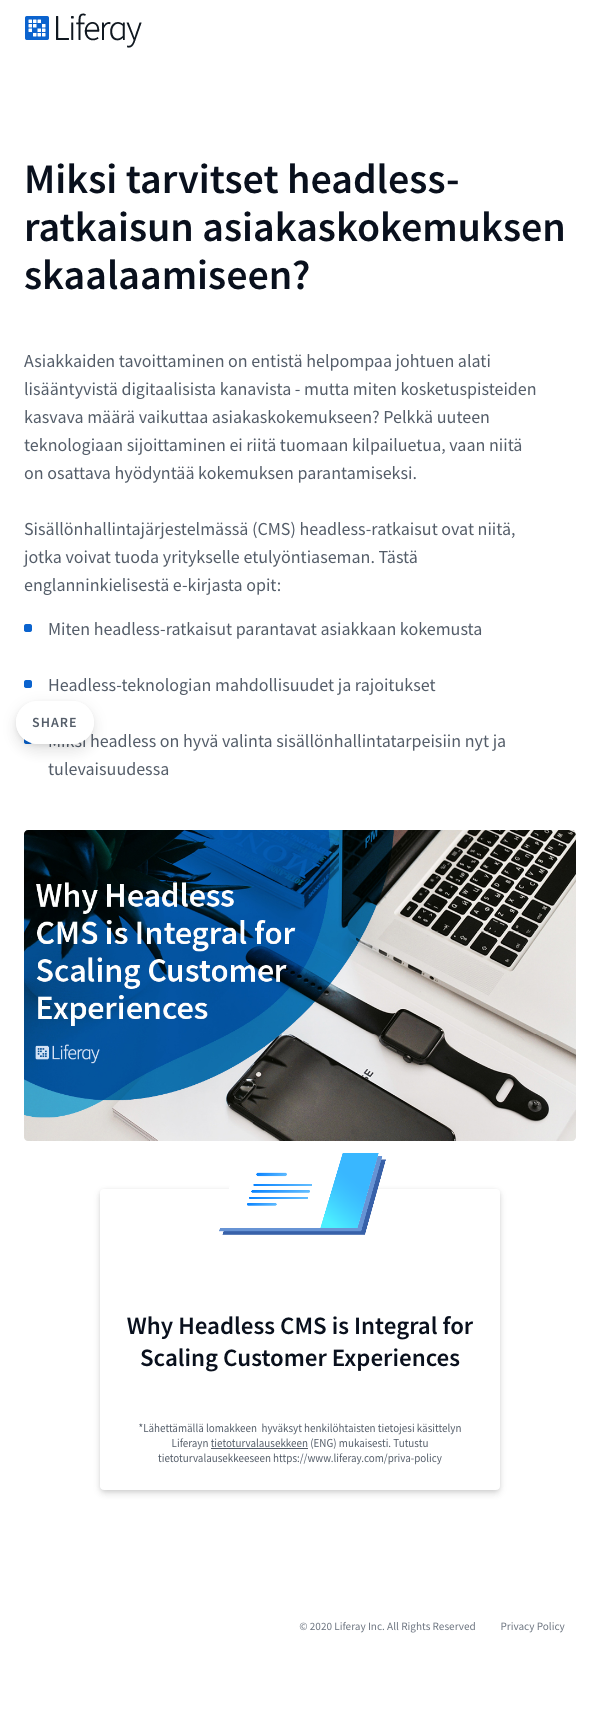 Liferay
Miksi tarvitset headless-
ratkaisun asiakaskokemuksen
skaalaamiseen?
Asiakkaiden tavoittaminen on entistä helpompaa johtuen alati
lisääntyvistä digitaalisista kanavista - mutta miten kosketuspisteiden
kasvava määrä vaikuttaa asiakaskokemukseen? Pelkkä uuteen
teknologiaan sijoittaminen ei riitä tuomaan kilpailuetua, vaan niitä
on osattava hyödyntää kokemuksen parantamiseksi.
Sisällönhallintajärjestelmässä (CMS) headless-ratkaisut ovat niitä,
jotka voivat tuoda yritykselle etulyöntiaseman. Tästä
englanninkielisestä e-kirjasta opit:
Miten headless-ratkaisut parantavat asiakkaan kokemusta
Headless-teknologian mahdollisuudet ja rajoitukset
SHARE
Miksi headless on hyvä valinta sisällönhallintatarpeisiin nyt ja
tulevaisuudessa
Why Headless
CMS is Integral for
Scaling Customer
Experiences
Liferay
Why Headless CMS is Integral for
Scaling Customer Experiences
*Lähettämällä lomakkeen  hyväksyt henkilöhtaisten tietojesi käsittelyn
Liferayn tietoturvalausekkeen (ENG) mukaisesti. Tutustu
tietoturvalausekkeeseen https://www.liferay.com/priva-policy
© 2020 Liferay Inc. All Rights Reserved Privacy Policy